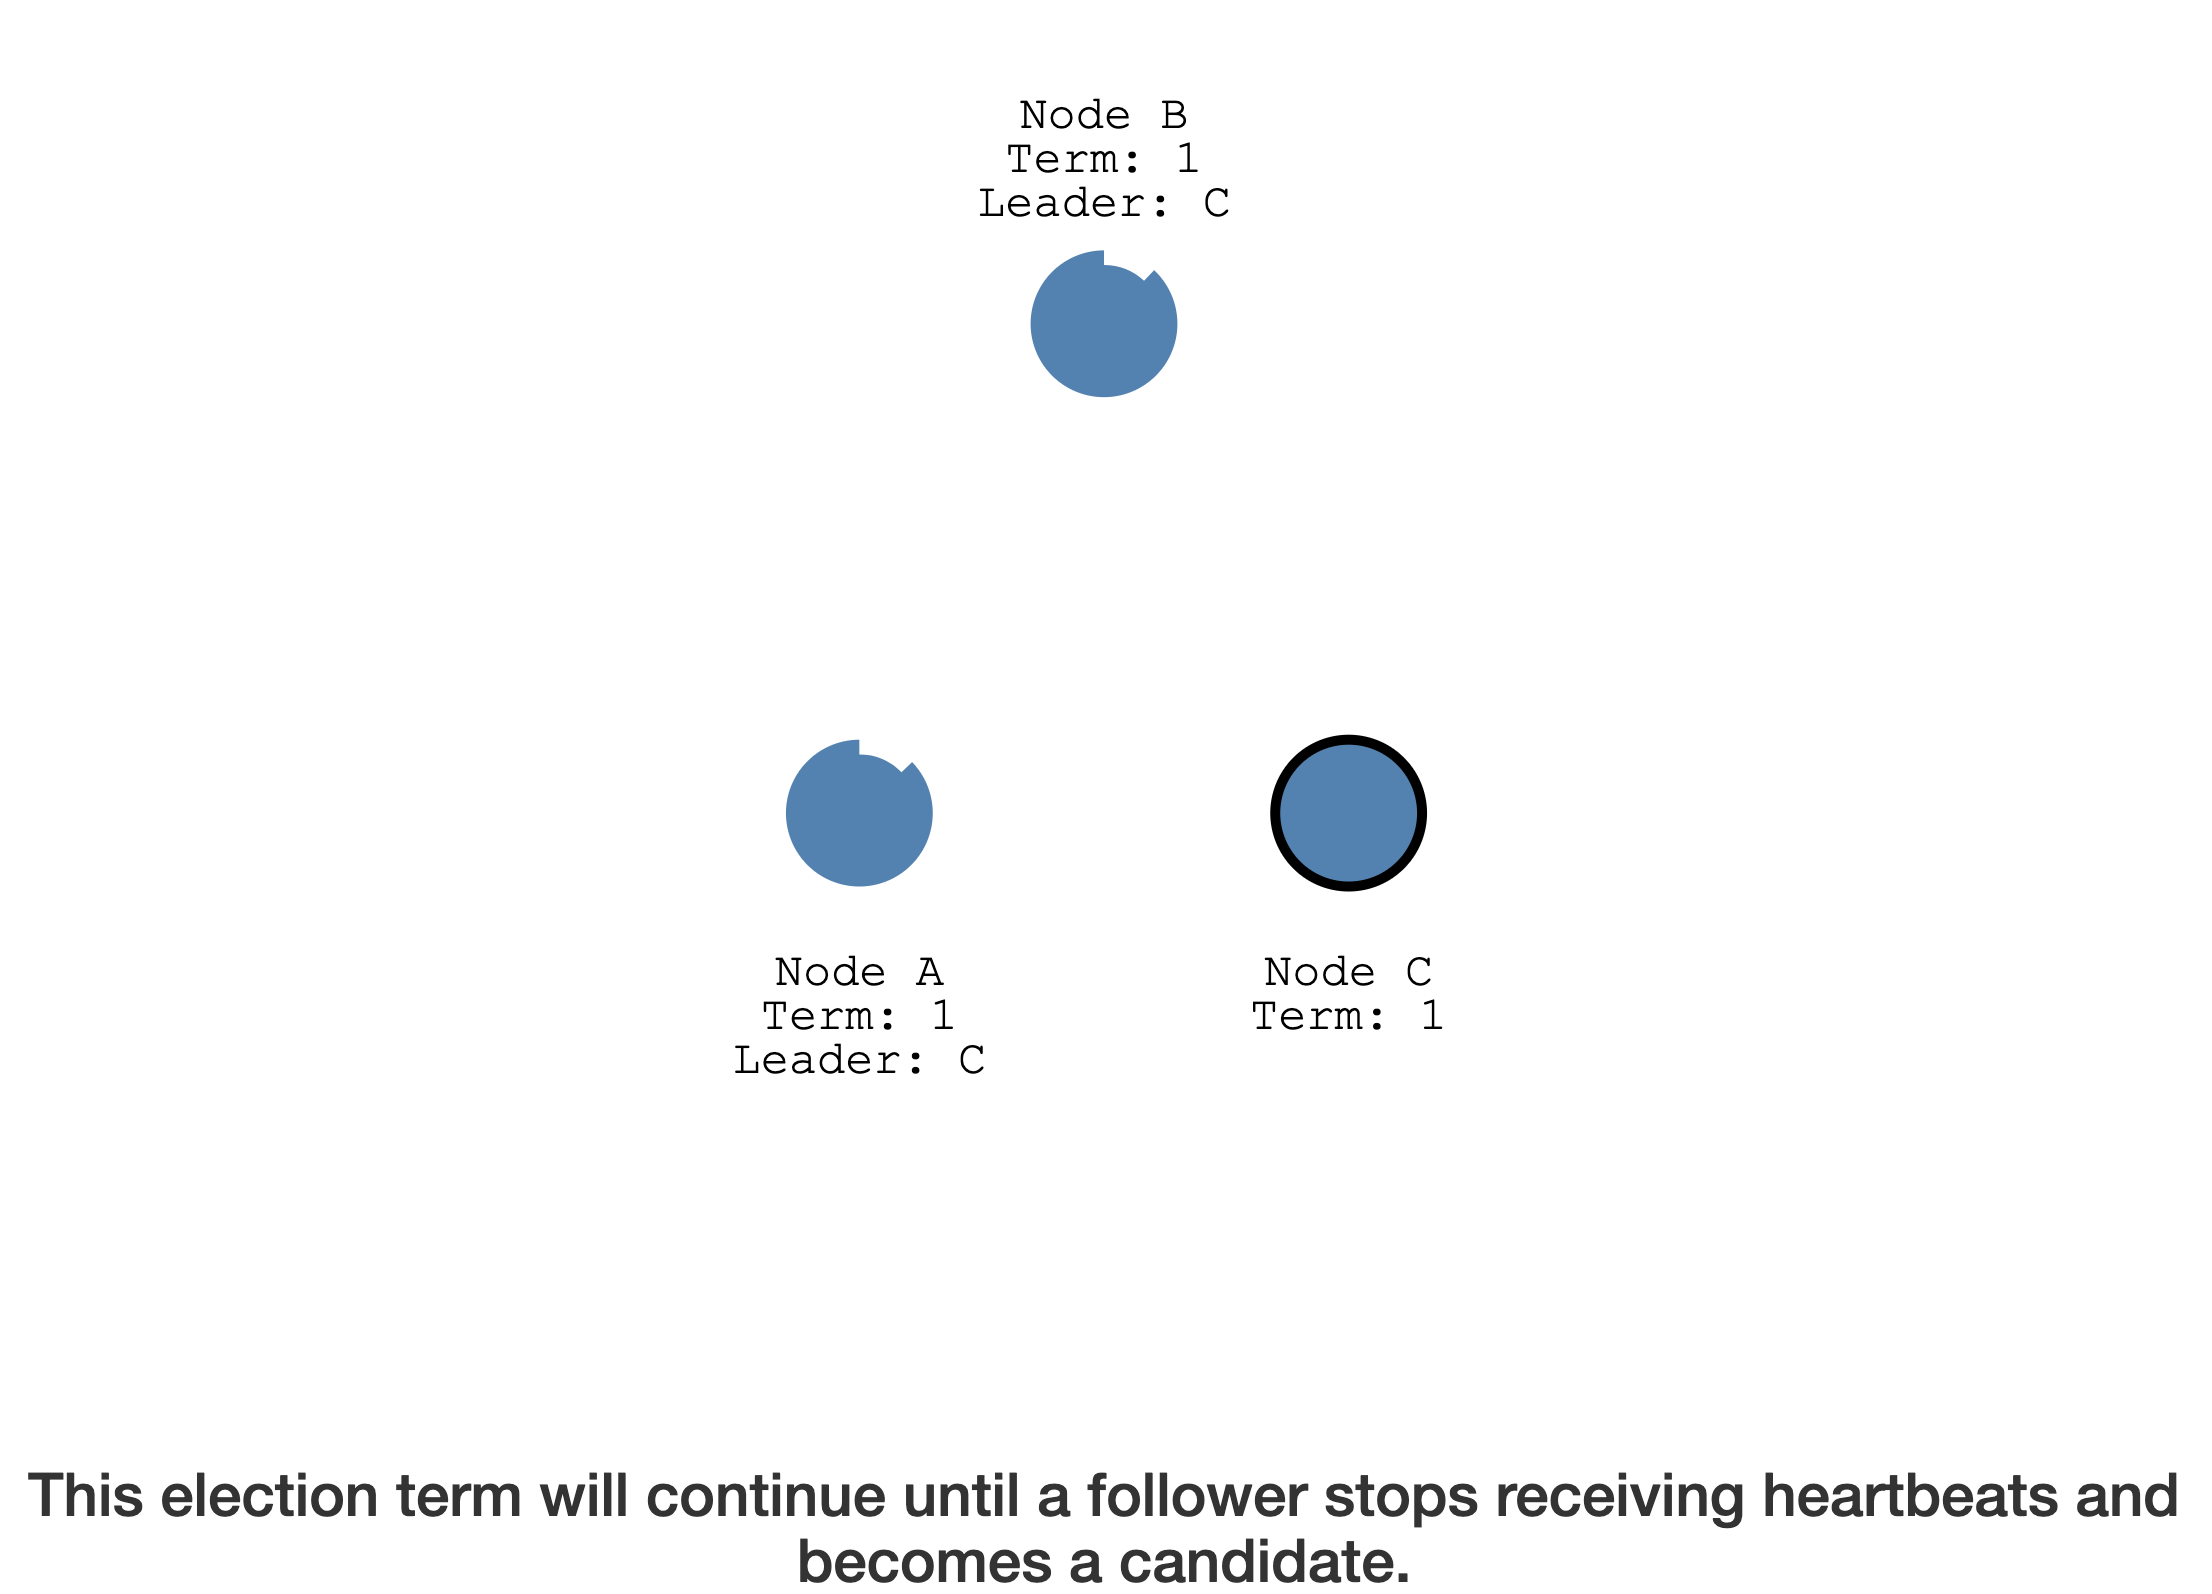 Node B
Term: 1
Leader: C
Node A
Term: 1
Leader: C
Node C
Term: 1
This election term will continue until a follower stops receiving heartbeats and
becomes a candidate.